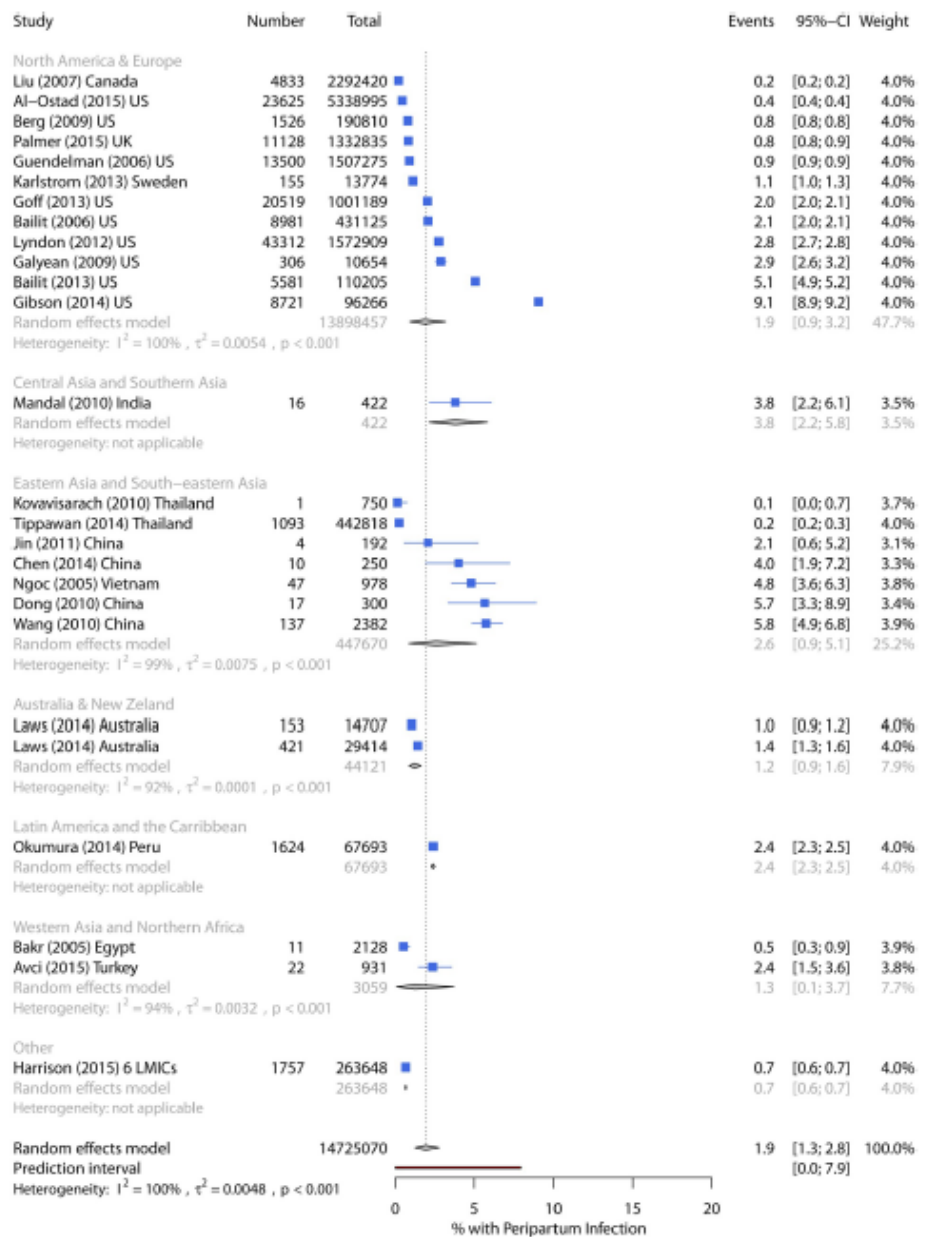 Study Number Total Events 95%−CI Weight
North America & Europe
Liu (2007) Canada 4833 2292420 0.2 [0.2; 0.2] 4.0%
Al−Ostad (2015) US 23625 5338995 0.4 [0.4; 0.4] 4.0%
Berg (2009) US 1526 190810 0.8 [0.8; 0.8] 4.0%
Palmer (2015) UK 11128 1332835 0.8 [0.8; 0.9] 4.0%
Guendelman (2006) US 13500 1507275 0.9 [0.9; 0.9] 4.0%
Karlstrom (2013) Sweden 155 13774 1.1 [1.0; 1.3] 4.0%
Goff (2013) US 20519 1001189 2.0 [2.0; 2.1] 4.0%
Bailit (2006) US 8981 431125 2.1 [2.0; 2.1] 4.0%
Lyndon (2012) US 43312 1572909 2.8 [2.7; 2.8] 4.0%
Galyean (2009) US 306 10654 2.9 [2.6; 3.2] 4.0%
Bailit (2013) US 5581 110205 5.1 [4.9; 5.2] 4.0%
Gibson (2014) US 8721 96266 9.1 [8.9; 9.2] 4.0%
Random effects model 13898457 1.9 [0.9; 3.2] 47.7%
Heterogeneity: I² = 100% , τ² = 0.0054 , p < 0.001
Central Asia and Southern Asia
Mandal (2010) India 16 422 3.8 [2.2; 6.1] 3.5%
Random effects model 422 3.8 [2.2; 5.8] 3.5%
Heterogeneity: not applicable
Eastern Asia and South−eastern Asia
Kovavisarach (2010) Thailand 1 750 0.1 [0.0; 0.7] 3.7%
Tippawan (2014) Thailand 1093 442818 0.2 [0.2; 0.3] 4.0%
Jin (2011) China 4 192 2.1 [0.6; 5.2] 3.1%
Chen (2014) China 10 250 4.0 [1.9; 7.2] 3.3%
Ngoc (2005) Vietnam 47 978 4.8 [3.6; 6.3] 3.8%
Dong (2010) China 17 300 5.7 [3.3; 8.9] 3.4%
Wang (2010) China 137 2382 5.8 [4.9; 6.8] 3.9%
Random effects model 447670 2.6 [0.9; 5.1] 25.2%
Heterogeneity: I² = 99% , τ² = 0.0075 , p < 0.001
Australia & New Zeland
Laws (2014) Australia 153 14707 1.0 [0.9; 1.2] 4.0%
Laws (2014) Australia 421 29414 1.4 [1.3; 1.6] 4.0%
Random effects model 44121 1.2 [0.9; 1.6] 7.9%
Heterogeneity: I² = 92% , τ² = 0.0001 , p < 0.001
Latin America and the Carribbean
Okumura (2014) Peru 1624 67693 2.4 [2.3; 2.5] 4.0%
Random effects model 67693 2.4 [2.3; 2.5] 4.0%
Heterogeneity: not applicable
Western Asia and Northern Africa
Bakr (2005) Egypt 11 2128 0.5 [0.3; 0.9] 3.9%
Avci (2015) Turkey 22 931 2.4 [1.5; 3.6] 3.8%
Random effects model 3059 1.3 [0.1; 3.7] 7.7%
Heterogeneity: I² = 94% , τ² = 0.0032 , p < 0.001
Other
Harrison (2015) 6 LMICs 1757 263648 0.7 [0.6; 0.7] 4.0%
Random effects model 263648 0.7 [0.6; 0.7] 4.0%
Heterogeneity: not applicable
Random effects model 14725070 1.9 [1.3; 2.8] 100.0%
Prediction interval [0.0; 7.9]
Heterogeneity: I² = 100% , τ² = 0.0048 , p < 0.001
0 5 10 15 20
% with Peripartum Infection